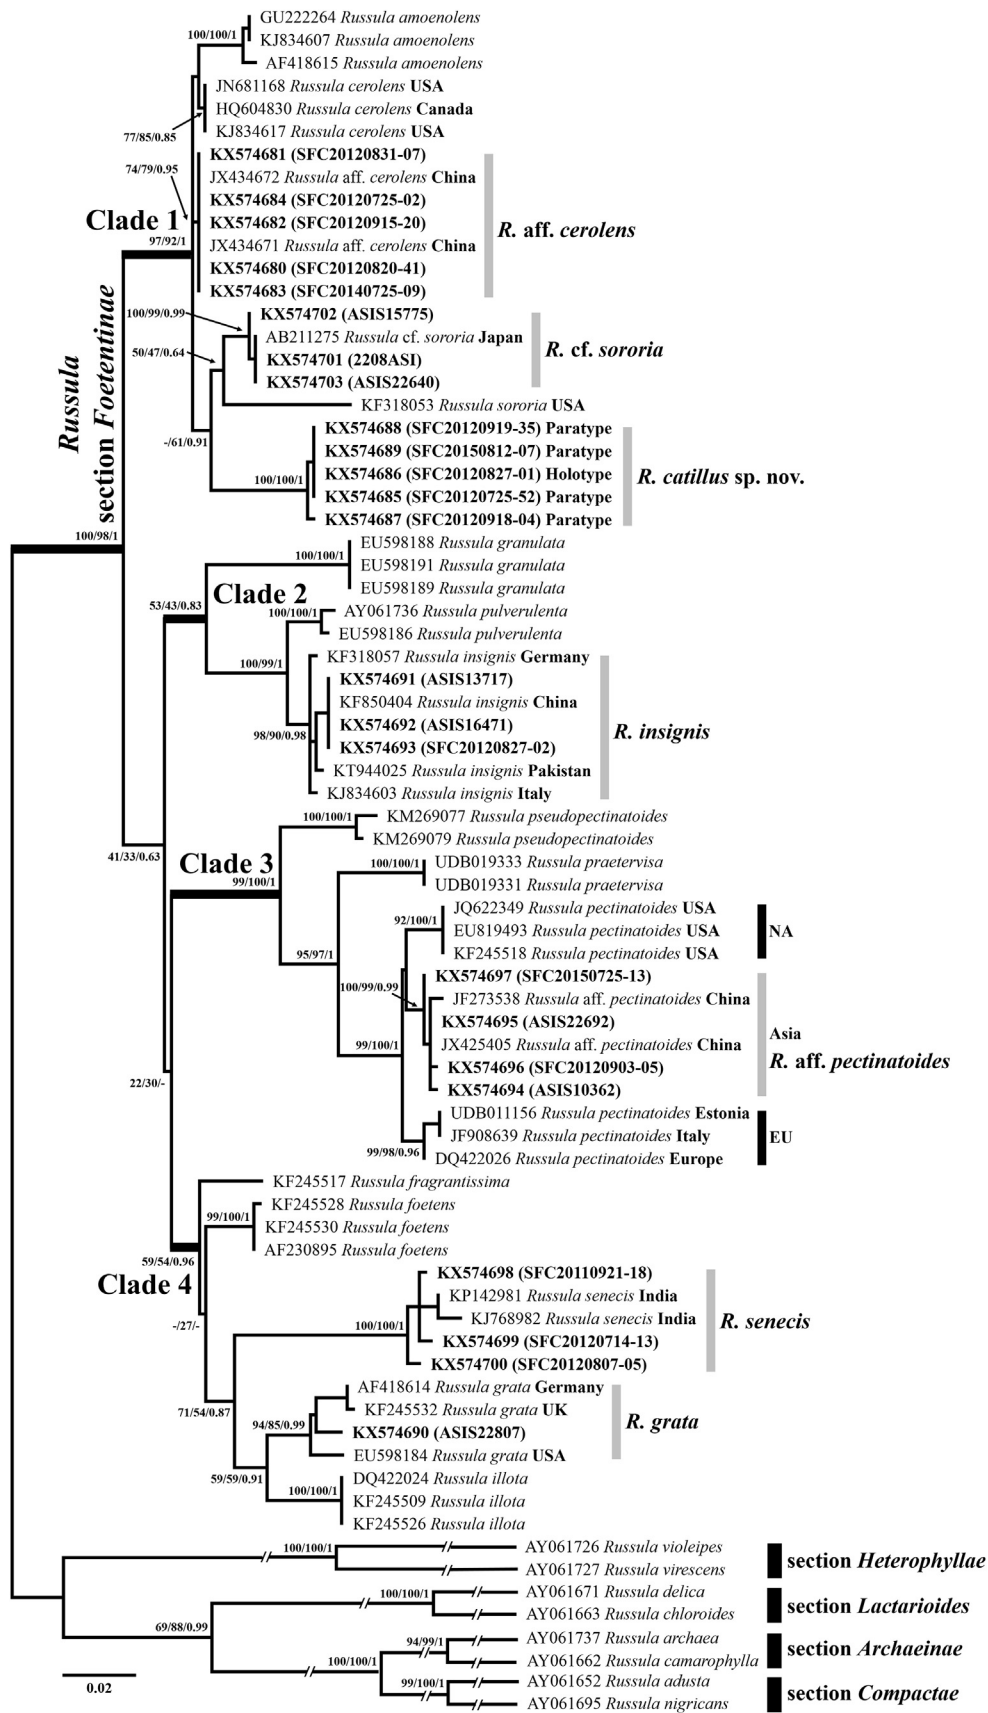 GU222264 Russula amoenolens
100/100/1
KJ834607 Russula amoenolens
AF418615 Russula amoenolens
JN681168 Russula cerolens USA
HQ604830 Russula cerolens Canada
KJ834617 Russula cerolens USA
77/85/0.85
KX574681 (SFC20120831-07)
74/79/0.95
JX434672 Russula aff. cerolens China
KX574684 (SFC20120725-02)
Clade 1
KX574682 (SFC20120915-20)
R. aff. cerolens
97/92/1
JX434671 Russula aff. cerolens China
KX574680 (SFC20120820-41)
KX574683 (SFC20140725-09)
100/99/0.99
KX574702 (ASIS15775)
AB211275 Russula cf. sororia Japan
R. cf. sororia
50/47/0.64
KX574701 (2208ASI)
KX574703 (ASIS22640)
Russula
section Foetentinae
KF318053 Russula sororia USA
KX574688 (SFC20120919-35) Paratype
-/61/0.91
KX574689 (SFC20150812-07) Paratype
100/100/1
KX574686 (SFC20120827-01) Holotype
R. catillus sp. nov.
KX574685 (SFC20120725-52) Paratype
KX574687 (SFC20120918-04) Paratype
100/98/1
EU598188 Russula granulata
100/100/1
EU598191 Russula granulata
EU598189 Russula granulata
Clade 2
53/43/0.83
100/100/1
AY061736 Russula pulverulenta
EU598186 Russula pulverulenta
KF318057 Russula insignis Germany
100/99/1
KX574691 (ASIS13717)
KF850404 Russula insignis China
KX574692 (ASIS16471)
R. insignis
98/90/0.98
KX574693 (SFC20120827-02)
KT944025 Russula insignis Pakistan
KJ834603 Russula insignis Italy
100/100/1
KM269077 Russula pseudopectinatoides
KM269079 Russula pseudopectinatoides
41/33/0.63
Clade 3
99/100/1
100/100/1
UDB019333 Russula praetervisa
UDB019331 Russula praetervisa
JQ622349 Russula pectinatoides USA
92/100/1
EU819493 Russula pectinatoides USA
NA
KF245518 Russula pectinatoides USA
95/97/1
KX574697 (SFC20150725-13)
100/99/0.99
JF273538 Russula aff. pectinatoides China
KX574695 (ASIS22692)
Asia
JX425405 Russula aff. pectinatoides China
99/100/1
R. aff. pectinatoides
KX574696 (SFC20120903-05)
22/30/-
KX574694 (ASIS10362)
UDB011156 Russula pectinatoides Estonia
JF908639 Russula pectinatoides Italy
EU
99/98/0.96
DQ422026 Russula pectinatoides Europe
KF245517 Russula fragrantissima
KF245528 Russula foetens
99/100/1
KF245530 Russula foetens
AF230895 Russula foetens
59/54/0.96
Clade 4
KX574698 (SFC20110921-18)
KP142981 Russula senecis India
KJ768982 Russula senecis India
R. senecis
-/27/-
100/100/1
KX574699 (SFC20120714-13)
KX574700 (SFC20120807-05)
AF418614 Russula grata Germany
71/54/0.87
KF245532 Russula grata UK
94/85/0.99
R. grata
KX574690 (ASIS22807)
EU598184 Russula grata USA
59/59/0.91
DQ422024 Russula illota
100/100/1
KF245509 Russula illota
KF245526 Russula illota
100/100/1
AY061726 Russula violeipes
section Heterophyllae
AY061727 Russula virescens
100/100/1
AY061671 Russula delica
section Lactarioides
AY061663 Russula chloroides
69/88/0.99
94/99/1
AY061737 Russula archaea
section Archaeinae
100/100/1
AY061662 Russula camarophylla
99/100/1
AY061652 Russula adusta
section Compactae
AY061695 Russula nigricans
0.02